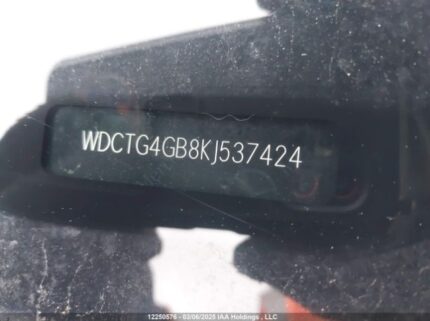 WDCTG4GB8KJ537424
12250576 - 03/06/2025 IAA Holdings , LLC